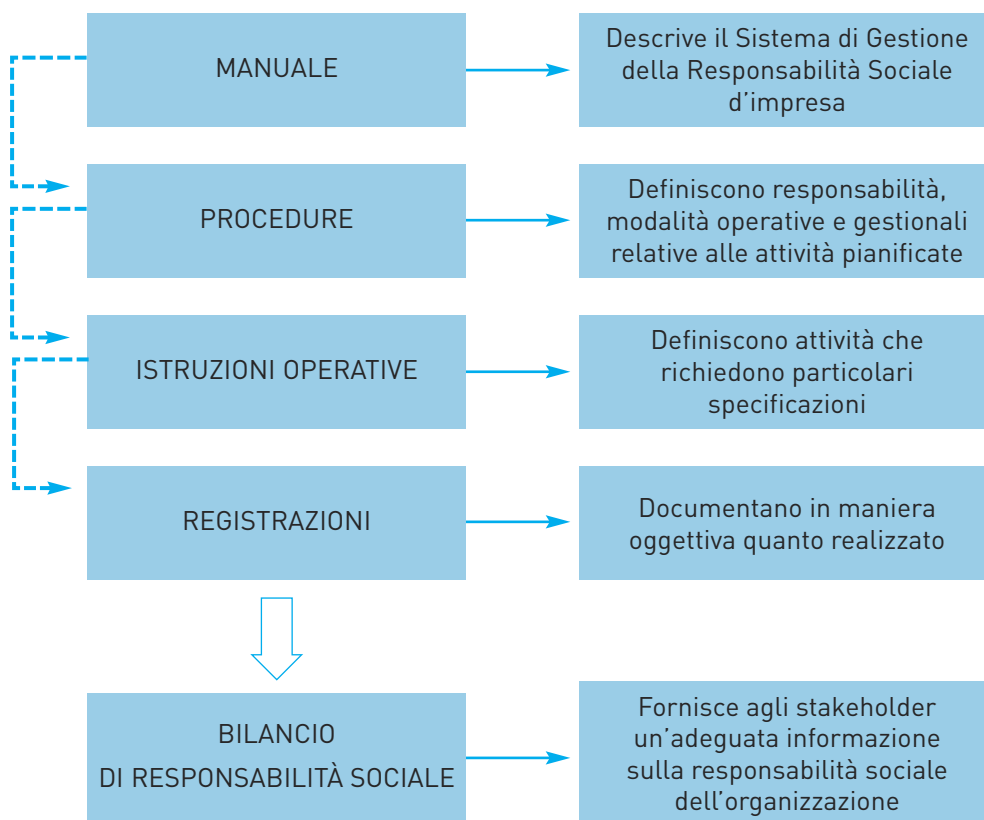 MANUALE
Descrive il Sistema di Gestione
della Responsabilità Sociale
d'impresa
PROCEDURE
Definiscono responsabilità,
modalità operative e gestionali
relative alle attività pianificate
ISTRUZIONI OPERATIVE
Definiscono attività che
richiedono particolari
specificazioni
REGISTRAZIONI
Documentano in maniera
oggettiva quanto realizzato
BILANCIO
DI RESPONSABILITÀ SOCIALE
Fornisce agli stakeholder
un'adeguata informazione
sulla responsabilità sociale
dell'organizzazione